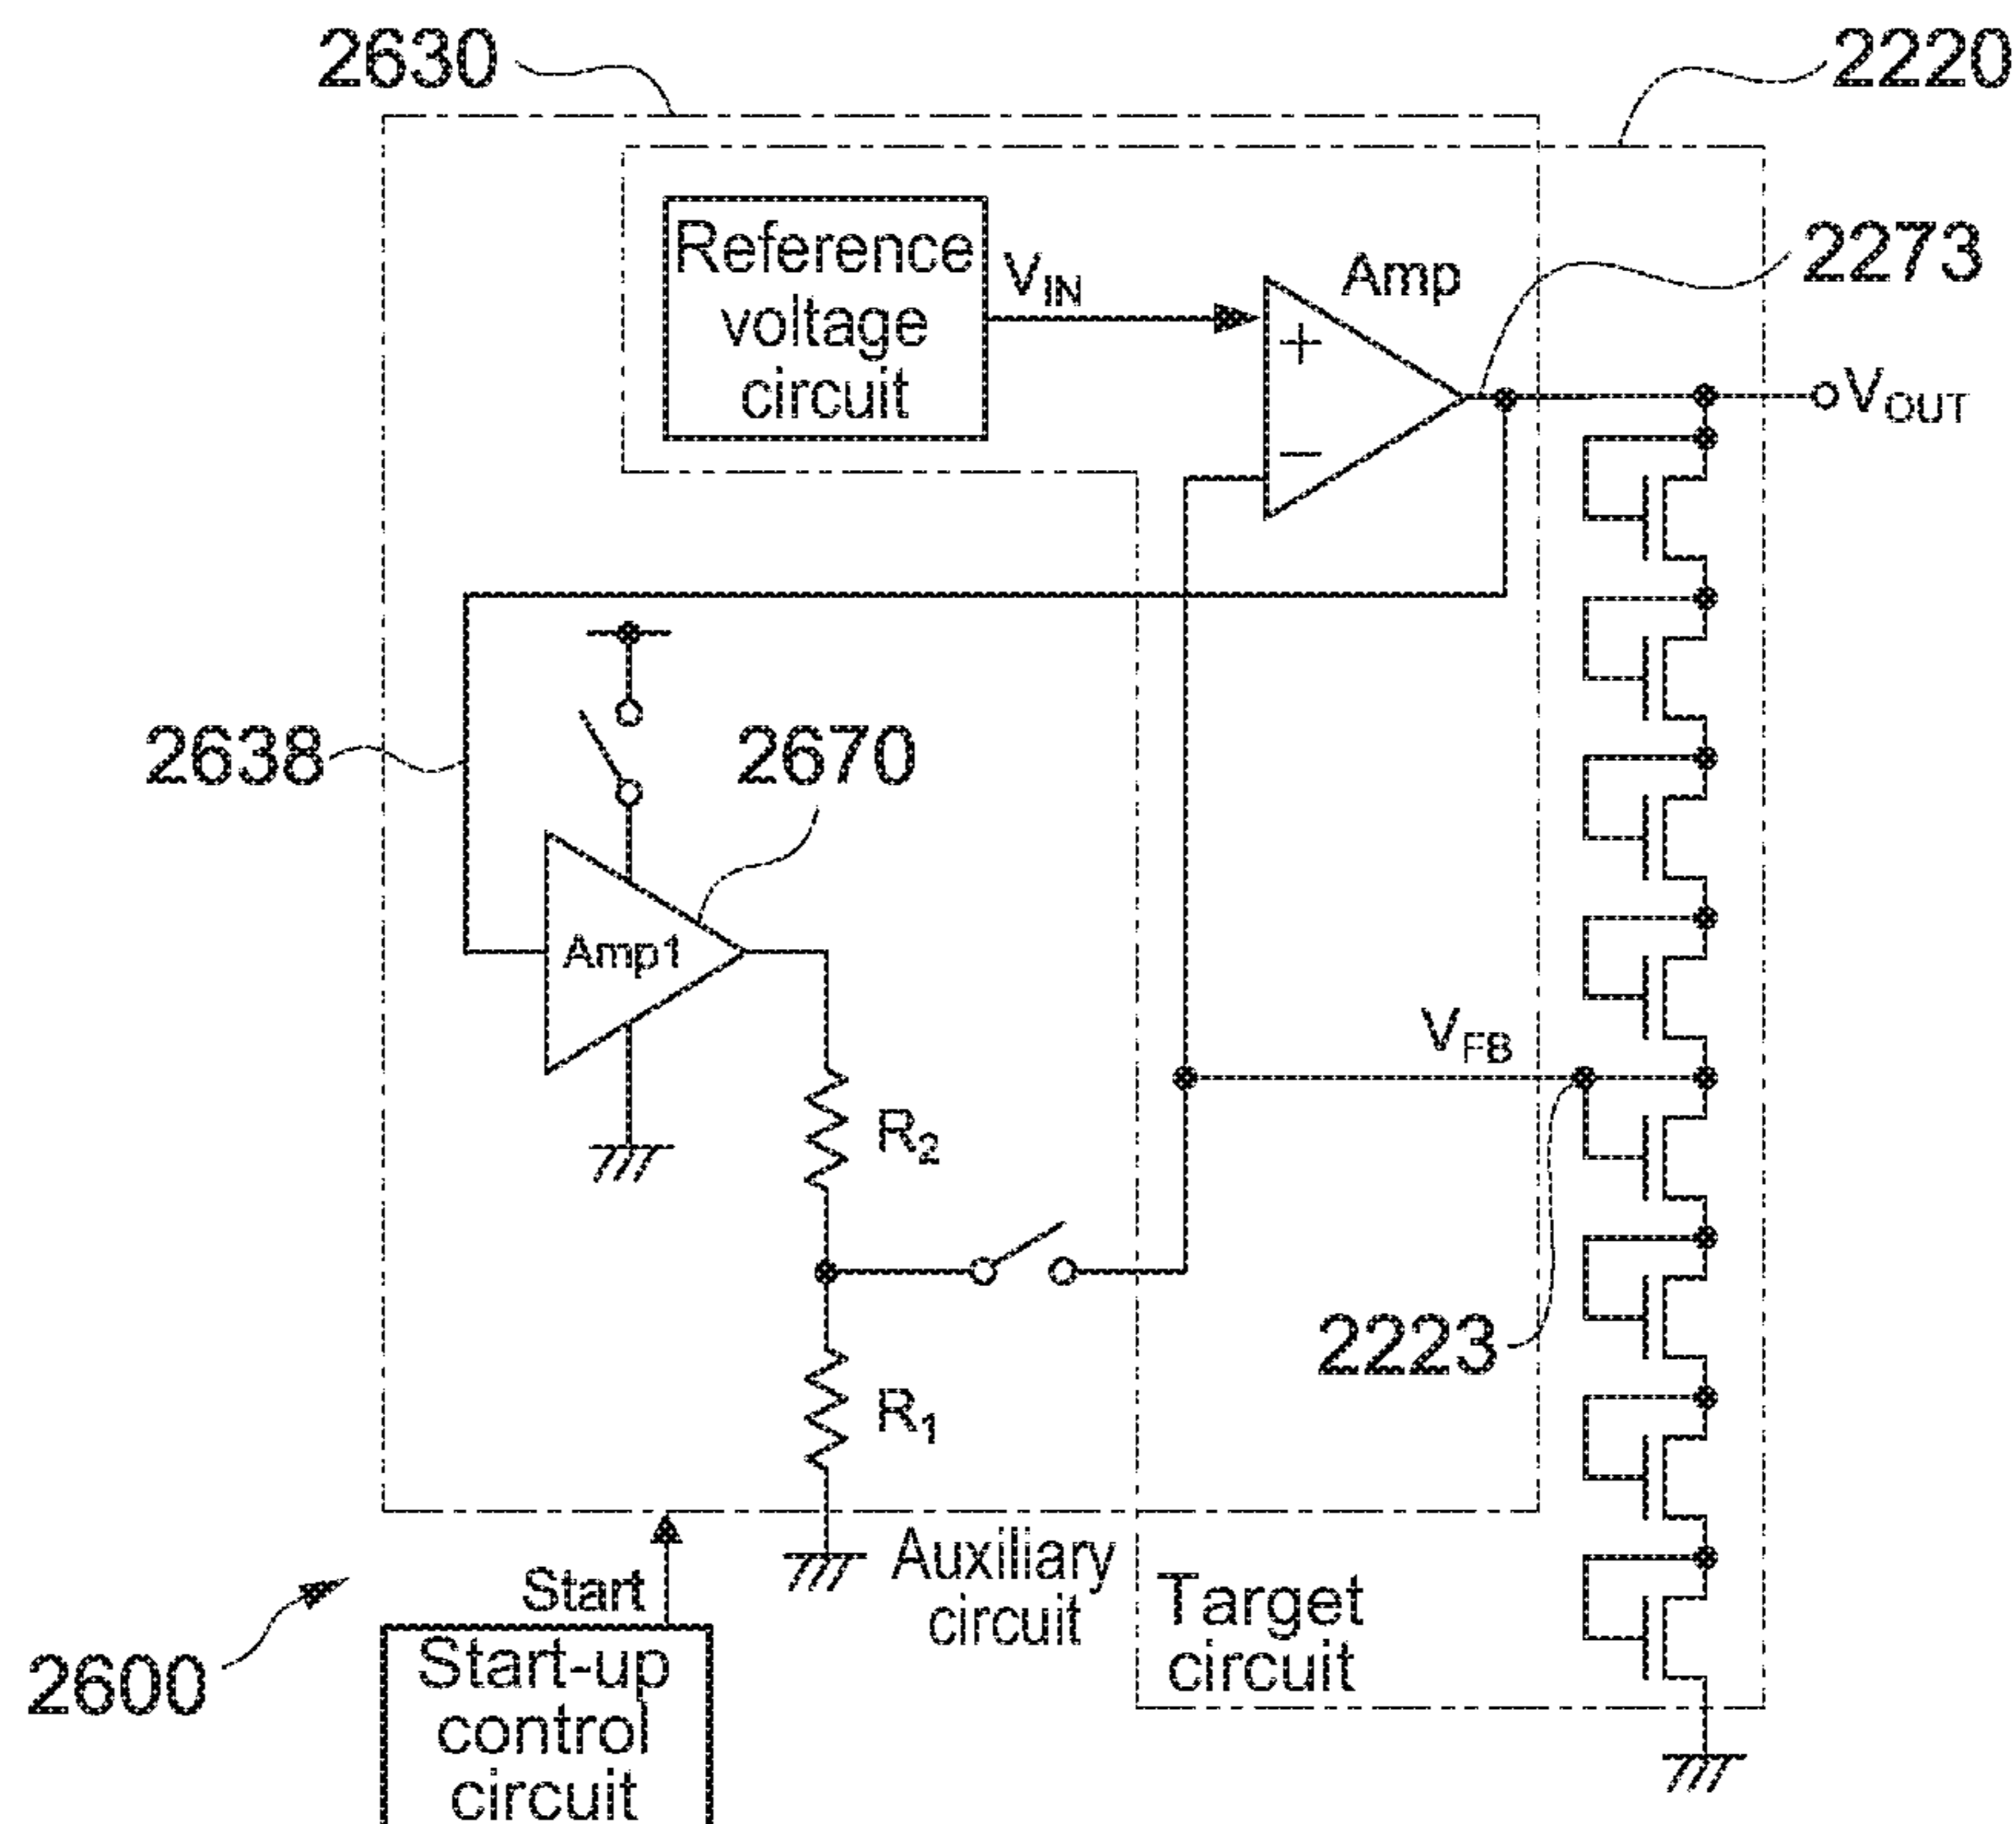 2630
2220
Reference
voltage
circuit
VIN
Amp
2273
+
−
VOUT
2638
2670
Amp1
VFB
R2
2223
R1
Auxiliary
circuit
Target
circuit
Start
2600
Start-up
control
circuit